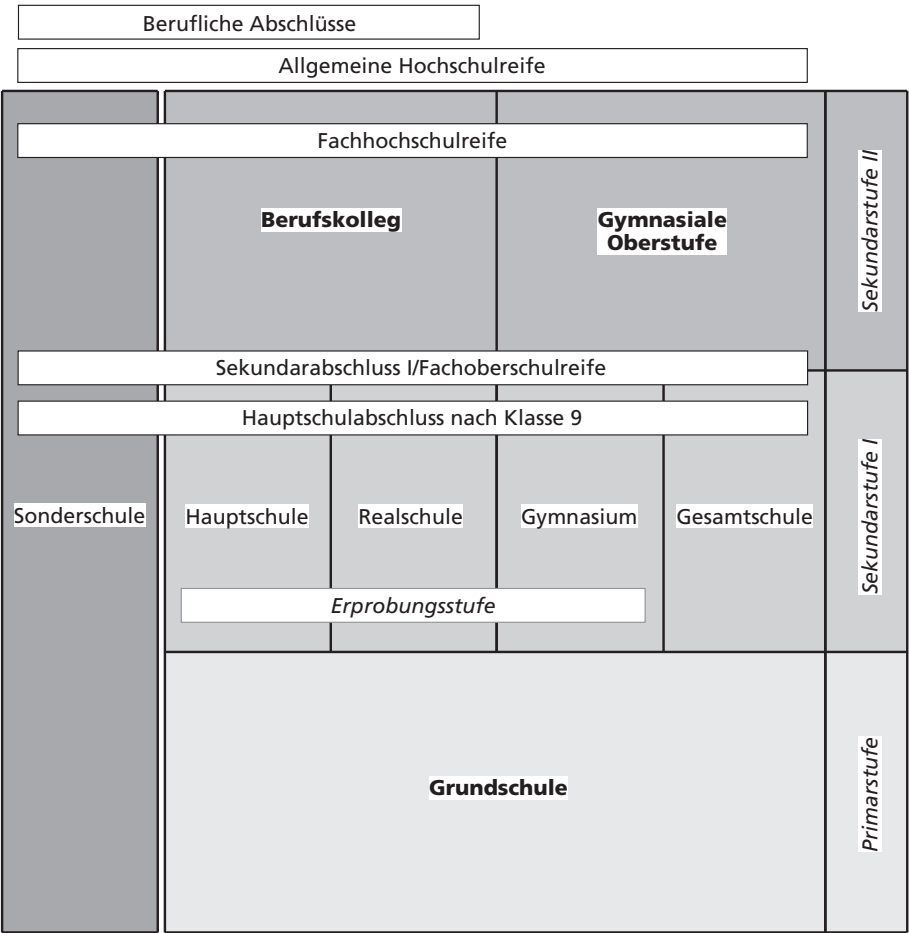 Berufliche Abschlüsse
Allgemeine Hochschulreife
Fachhochschulreife
Berufskolleg
Gymnasiale
Oberstufe
Sekundarstufe II
Sekundarabschluss I/Fachoberschulreife
Hauptschulabschluss nach Klasse 9
Sonderschule
Hauptschule
Realschule
Gymnasium
Gesamtschule
Sekundarstufe I
Erprobungsstufe
Grundschule
Primarstufe